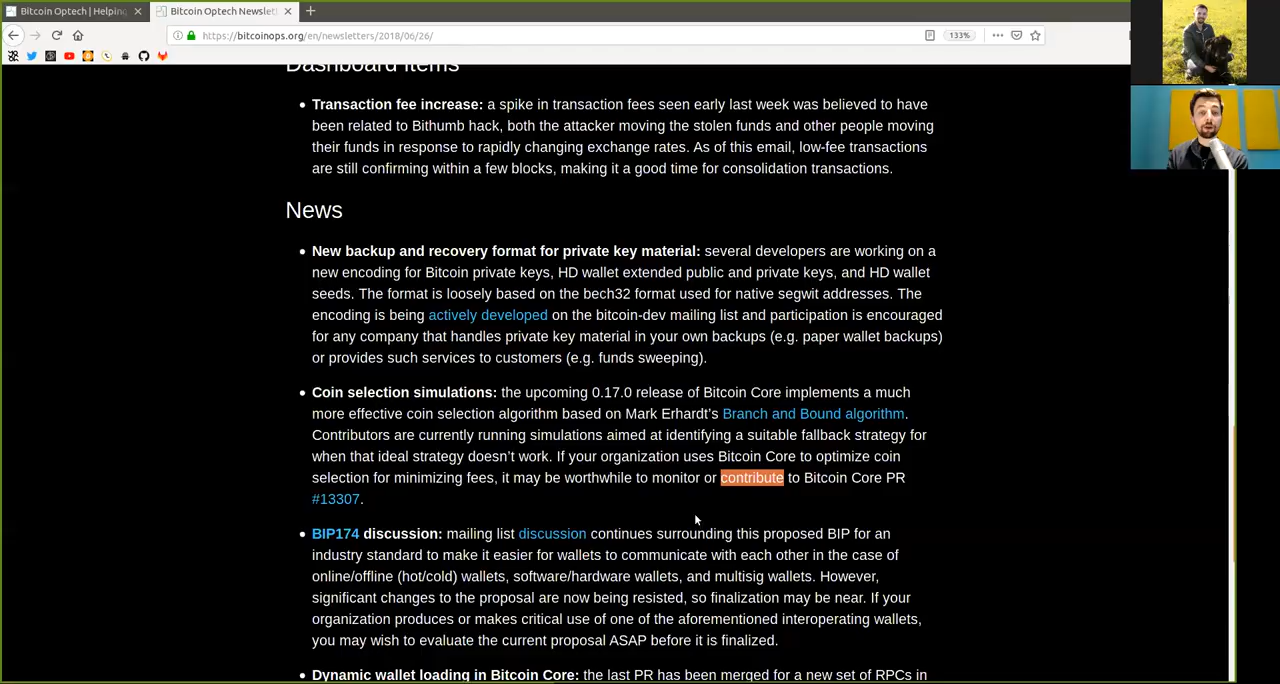 Bitcoin Optech | Helping
Bitcoin Optech Newslet
https://bitcoinops.org/en/newsletters/2018/06/26/
133%
Dashboard items
Transaction fee increase: a spike in transaction fees seen early last week was believed to have
been related to Bithumb hack, both the attacker moving the stolen funds and other people moving
their funds in response to rapidly changing exchange rates. As of this email, low-fee transactions
are still confirming within a few blocks, making it a good time for consolidation transactions.
News
New backup and recovery format for private key material: several developers are working on a
new encoding for Bitcoin private keys, HD wallet extended public and private keys, and HD wallet
seeds. The format is loosely based on the bech32 format used for native segwit addresses. The
encoding is being actively developed on the bitcoin-dev mailing list and participation is encouraged
for any company that handles private key material in your own backups (e.g. paper wallet backups)
or provides such services to customers (e.g. funds sweeping).
Coin selection simulations: the upcoming 0.17.0 release of Bitcoin Core implements a much
more effective coin selection algorithm based on Mark Erhardt’s Branch and Bound algorithm.
Contributors are currently running simulations aimed at identifying a suitable fallback strategy for
when that ideal strategy doesn’t work. If your organization uses Bitcoin Core to optimize coin
selection for minimizing fees, it may be worthwhile to monitor or contribute to Bitcoin Core PR
#13307.
BIP174 discussion: mailing list discussion continues surrounding this proposed BIP for an
industry standard to make it easier for wallets to communicate with each other in the case of
online/offline (hot/cold) wallets, software/hardware wallets, and multisig wallets. However,
significant changes to the proposal are now being resisted, so finalization may be near. If your
organization produces or makes critical use of one of the aforementioned interoperating wallets,
you may wish to evaluate the current proposal ASAP before it is finalized.
Dynamic wallet loading in Bitcoin Core: the last PR has been merged for a new set of RPCs in